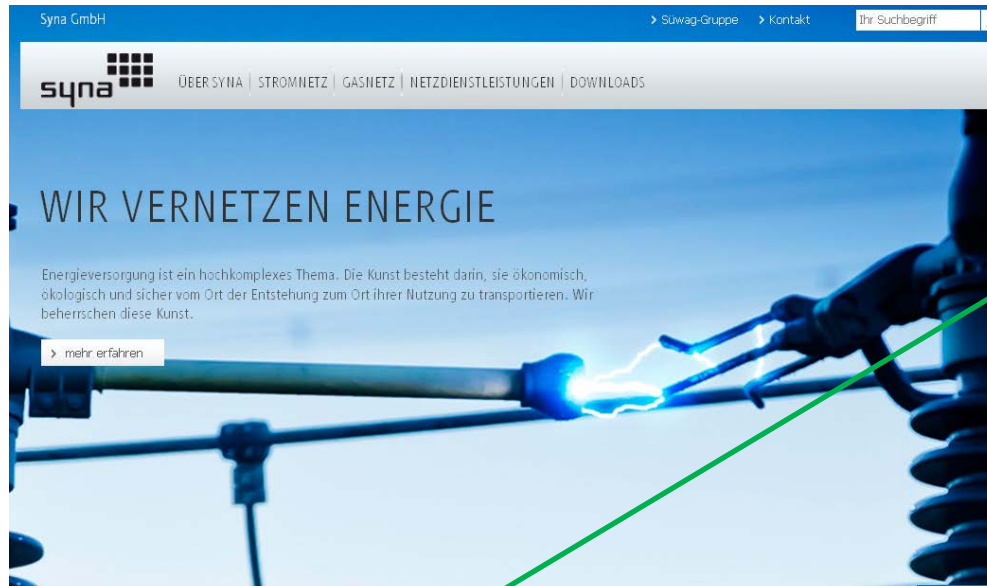 Syna GmbH
> Süwag-Gruppe > Kontakt Ihr Suchbegriff
syna
ÜBER SYNA | STROMNETZ | GASNETZ | NETZDIENSTLEISTUNGEN | DOWNLOADS
WIR VERNETZEN ENERGIE
Energieversorgung ist ein hochkomplexes Thema. Die Kunst besteht darin, sie ökonomisch,
ökologisch und sicher vom Ort der Entstehung zum Ort ihrer Nutzung zu transportieren. Wir
beherrschen diese Kunst.
> mehr erfahren